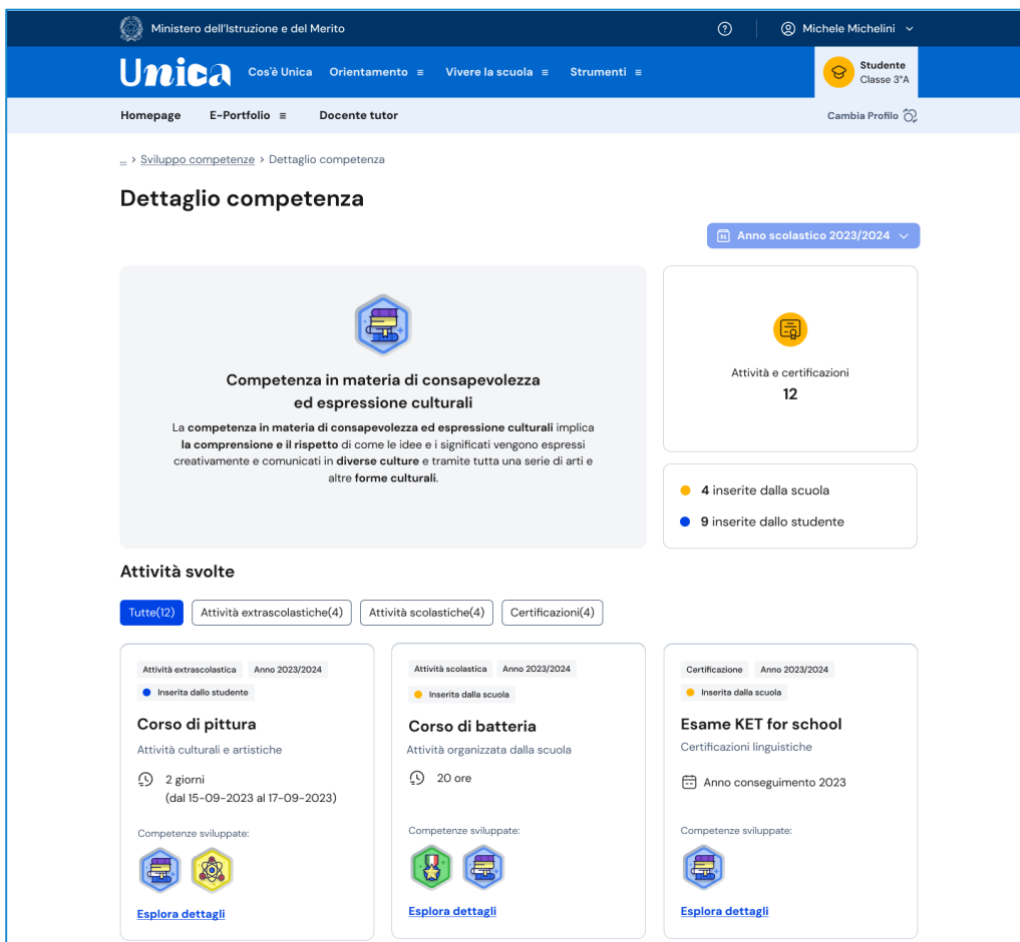 Ministero dell'Istruzione e del Merito
Michele Michelini
Unica
Cos'è Unica
Orientamento
Vivere la scuola
Strumenti
Studente
Classe 3°A
Homepage
E-Portfolio
Docente tutor
Cambia Profilo
... > Sviluppo competenze > Dettaglio competenza
Dettaglio competenza
Anno scolastico 2023/2024
Competenza in materia di consapevolezza
ed espressione culturali
La competenza in materia di consapevolezza ed espressione culturali implica
la comprensione e il rispetto di come le idee e i significati vengono espressi
creativamente e comunicati in diverse culture e tramite tutta una serie di arti e
altre forme culturali.
Attività e certificazioni
12
4 inserite dalla scuola
9 inserite dallo studente
Attività svolte
Tutte(12)
Attività extrascolastiche(4)
Attività scolastiche(4)
Certificazioni(4)
Attività extrascolastica
Anno 2023/2024
Inserita dallo studente
Corso di pittura
Attività culturali e artistiche
2 giorni
(dal 15-09-2023 al 17-09-2023)
Competenze sviluppate:
Esplora dettagli
Attività scolastica
Anno 2023/2024
Inserita dalla scuola
Corso di batteria
Attività organizzata dalla scuola
20 ore
Competenze sviluppate:
Esplora dettagli
Certificazione
Anno 2023/2024
Inserita dalla scuola
Esame KET for school
Certificazioni linguistiche
Anno conseguimento 2023
Competenze sviluppate:
Esplora dettagli